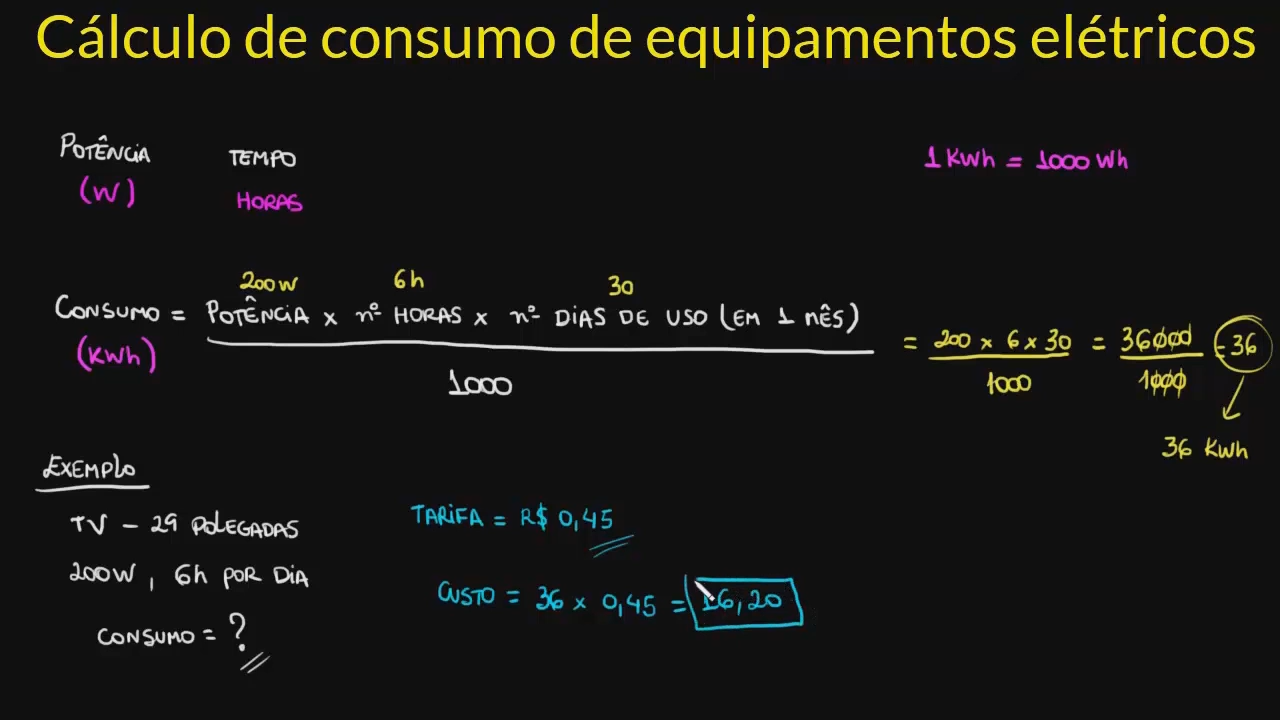 Cálculo de consumo de equipamentos elétricos
POTÊNCIA TEMPO 1 KWh = 1000 Wh
(W) HORAS
200W 6h 30
CONSUMO = POTÊNCIA x nº HORAS x nº DIAS DE USO (EM 1 MÊS) = 200 x 6 x 30 = 36000 = 36
(KWh) 1000 1000 1000
36 KWh
EXEMPLO
TV - 29 POLEGADAS TARIFA = R$ 0,45
200W, 6h POR DIA
CUSTO = 36 x 0,45 = 16,20
CONSUMO = ?